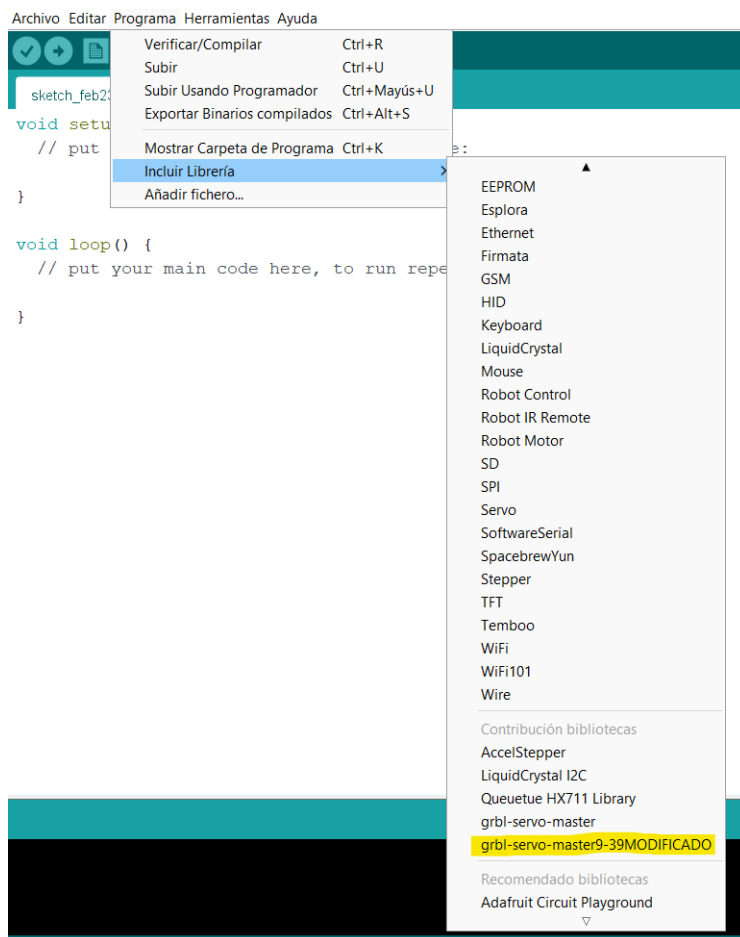 Archivo Editar Programa Herramientas Ayuda
Verificar/Compilar Ctrl+R
Subir Ctrl+U
Subir Usando Programador Ctrl+Mayús+U
Exportar Binarios compilados Ctrl+Alt+S
Mostrar Carpeta de Programa Ctrl+K
Incluir Librería
Añadir fichero...
sketch_feb23
void setu
// put
e:
}
void loop() {
// put your main code here, to run repe
}
EEPROM
Esplora
Ethernet
Firmata
GSM
HID
Keyboard
LiquidCrystal
Mouse
Robot Control
Robot IR Remote
Robot Motor
SD
SPI
Servo
SoftwareSerial
SpacebrewYun
Stepper
TFT
Temboo
WiFi
WiFi101
Wire
Contribución bibliotecas
AccelStepper
LiquidCrystal I2C
Queuetue HX711 Library
grbl-servo-master
grbl-servo-master9-39MODIFICADO
Recomendado bibliotecas
Adafruit Circuit Playground